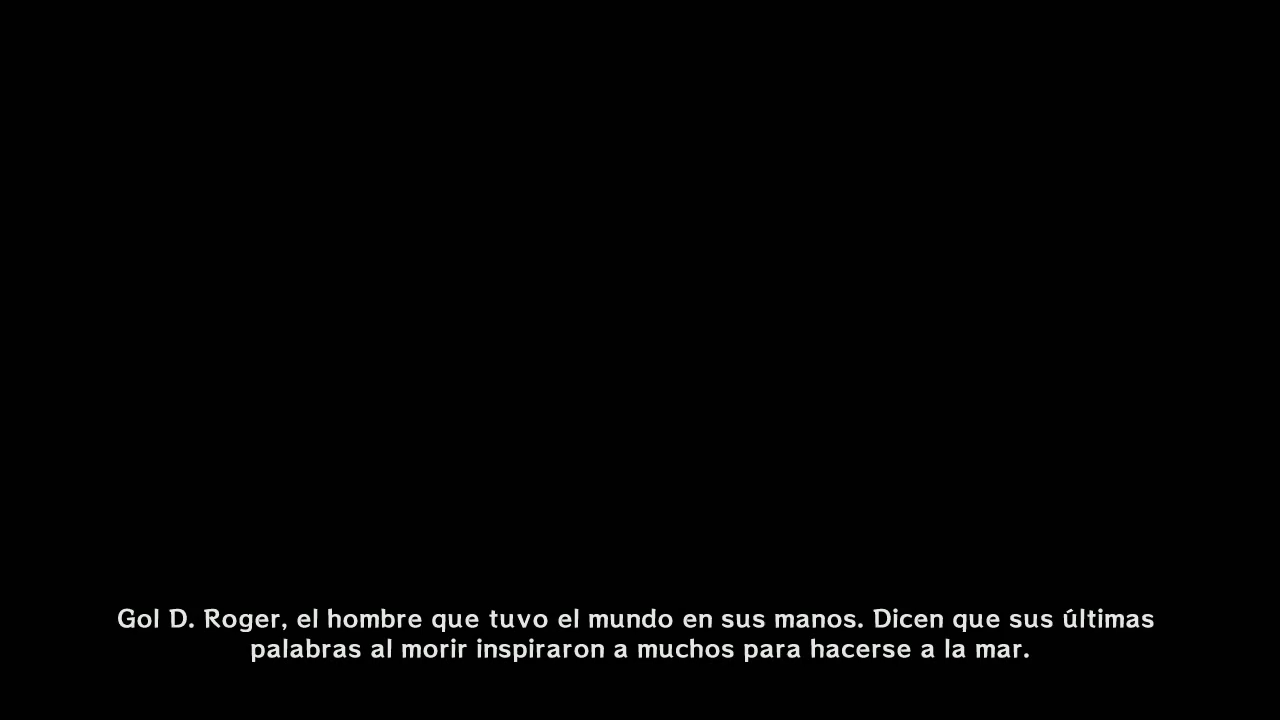 Gol D. Roger, el hombre que tuvo el mundo en sus manos. Dicen que sus últimas
palabras al morir inspiraron a muchos para hacerse a la mar.